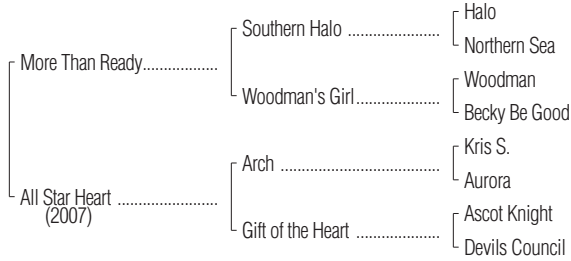 Halo
Southern Halo ....................
Northern Sea
More Than Ready.................
Woodman
Woodman's Girl ..................
Becky Be Good
Kris S.
Arch ..................................
Aurora
All Star Heart ......................
(2007)
Ascot Knight
Gift of the Heart ..................
Devils Council